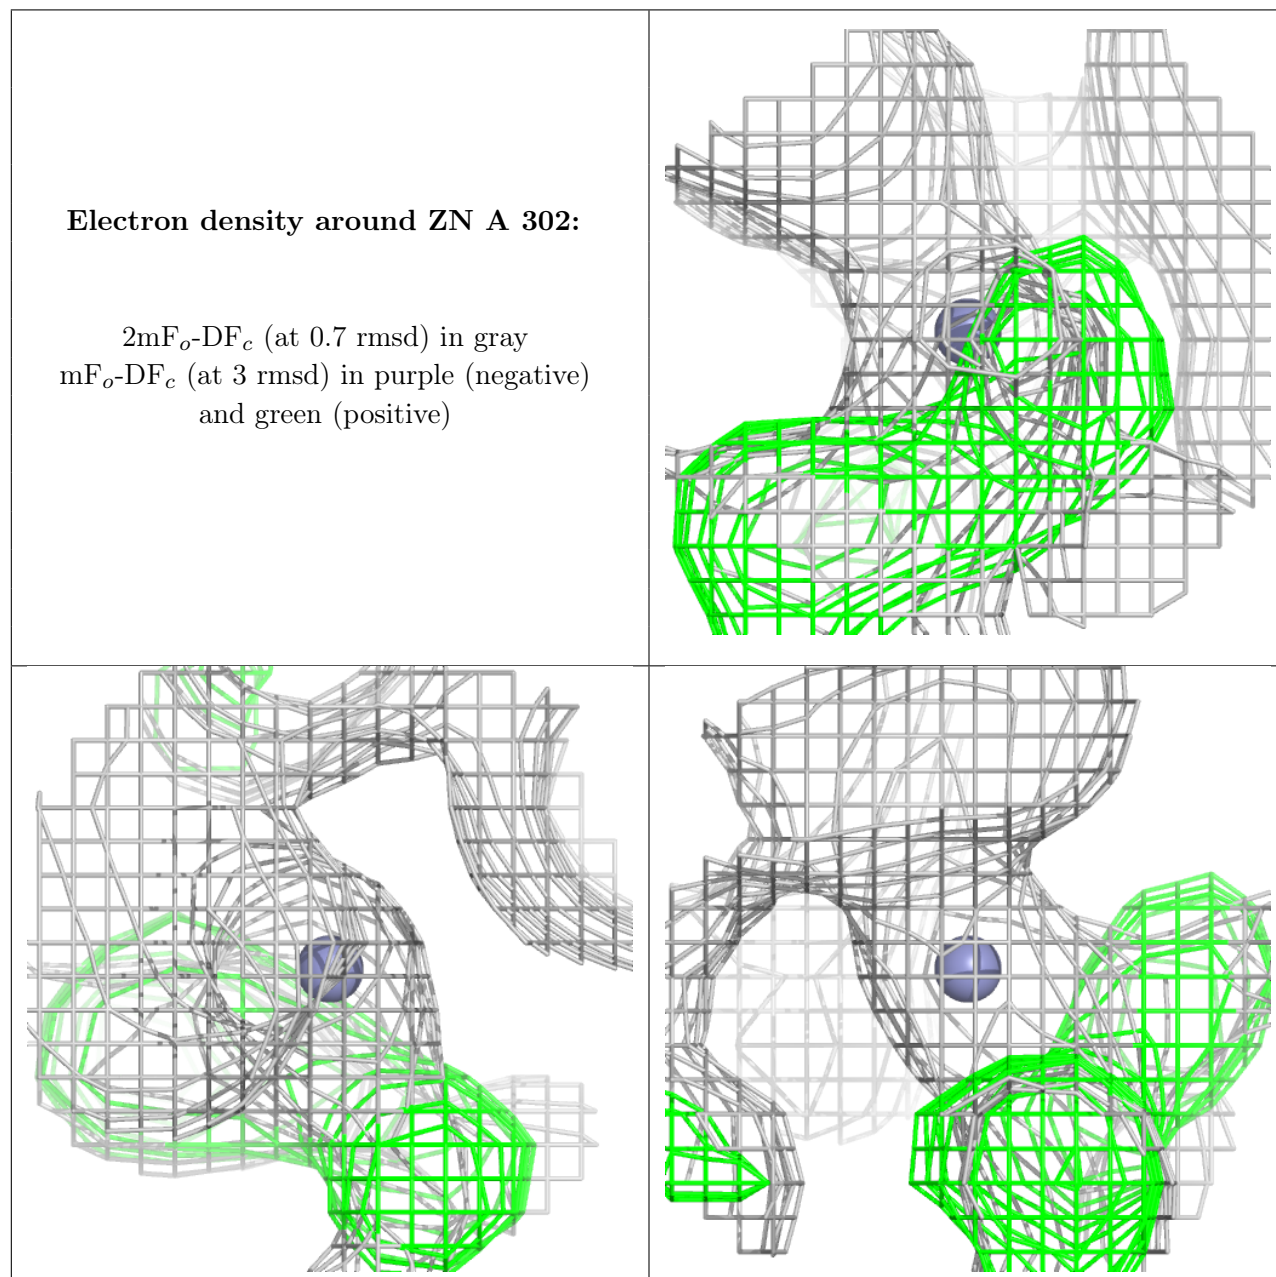 Electron density around ZN A 302:
2mFo-DFc (at 0.7 rmsd) in gray
mFo-DFc (at 3 rmsd) in purple (negative)
and green (positive)